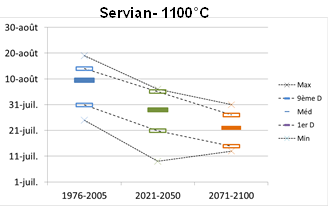 Servian- 1100°C
30-août
20-août
10-août
31-juil.
21-juil.
11-juil.
1-juil.
1976-2005
2021-2050
2071-2100
Max
9ème D
Méd
1er D
Min